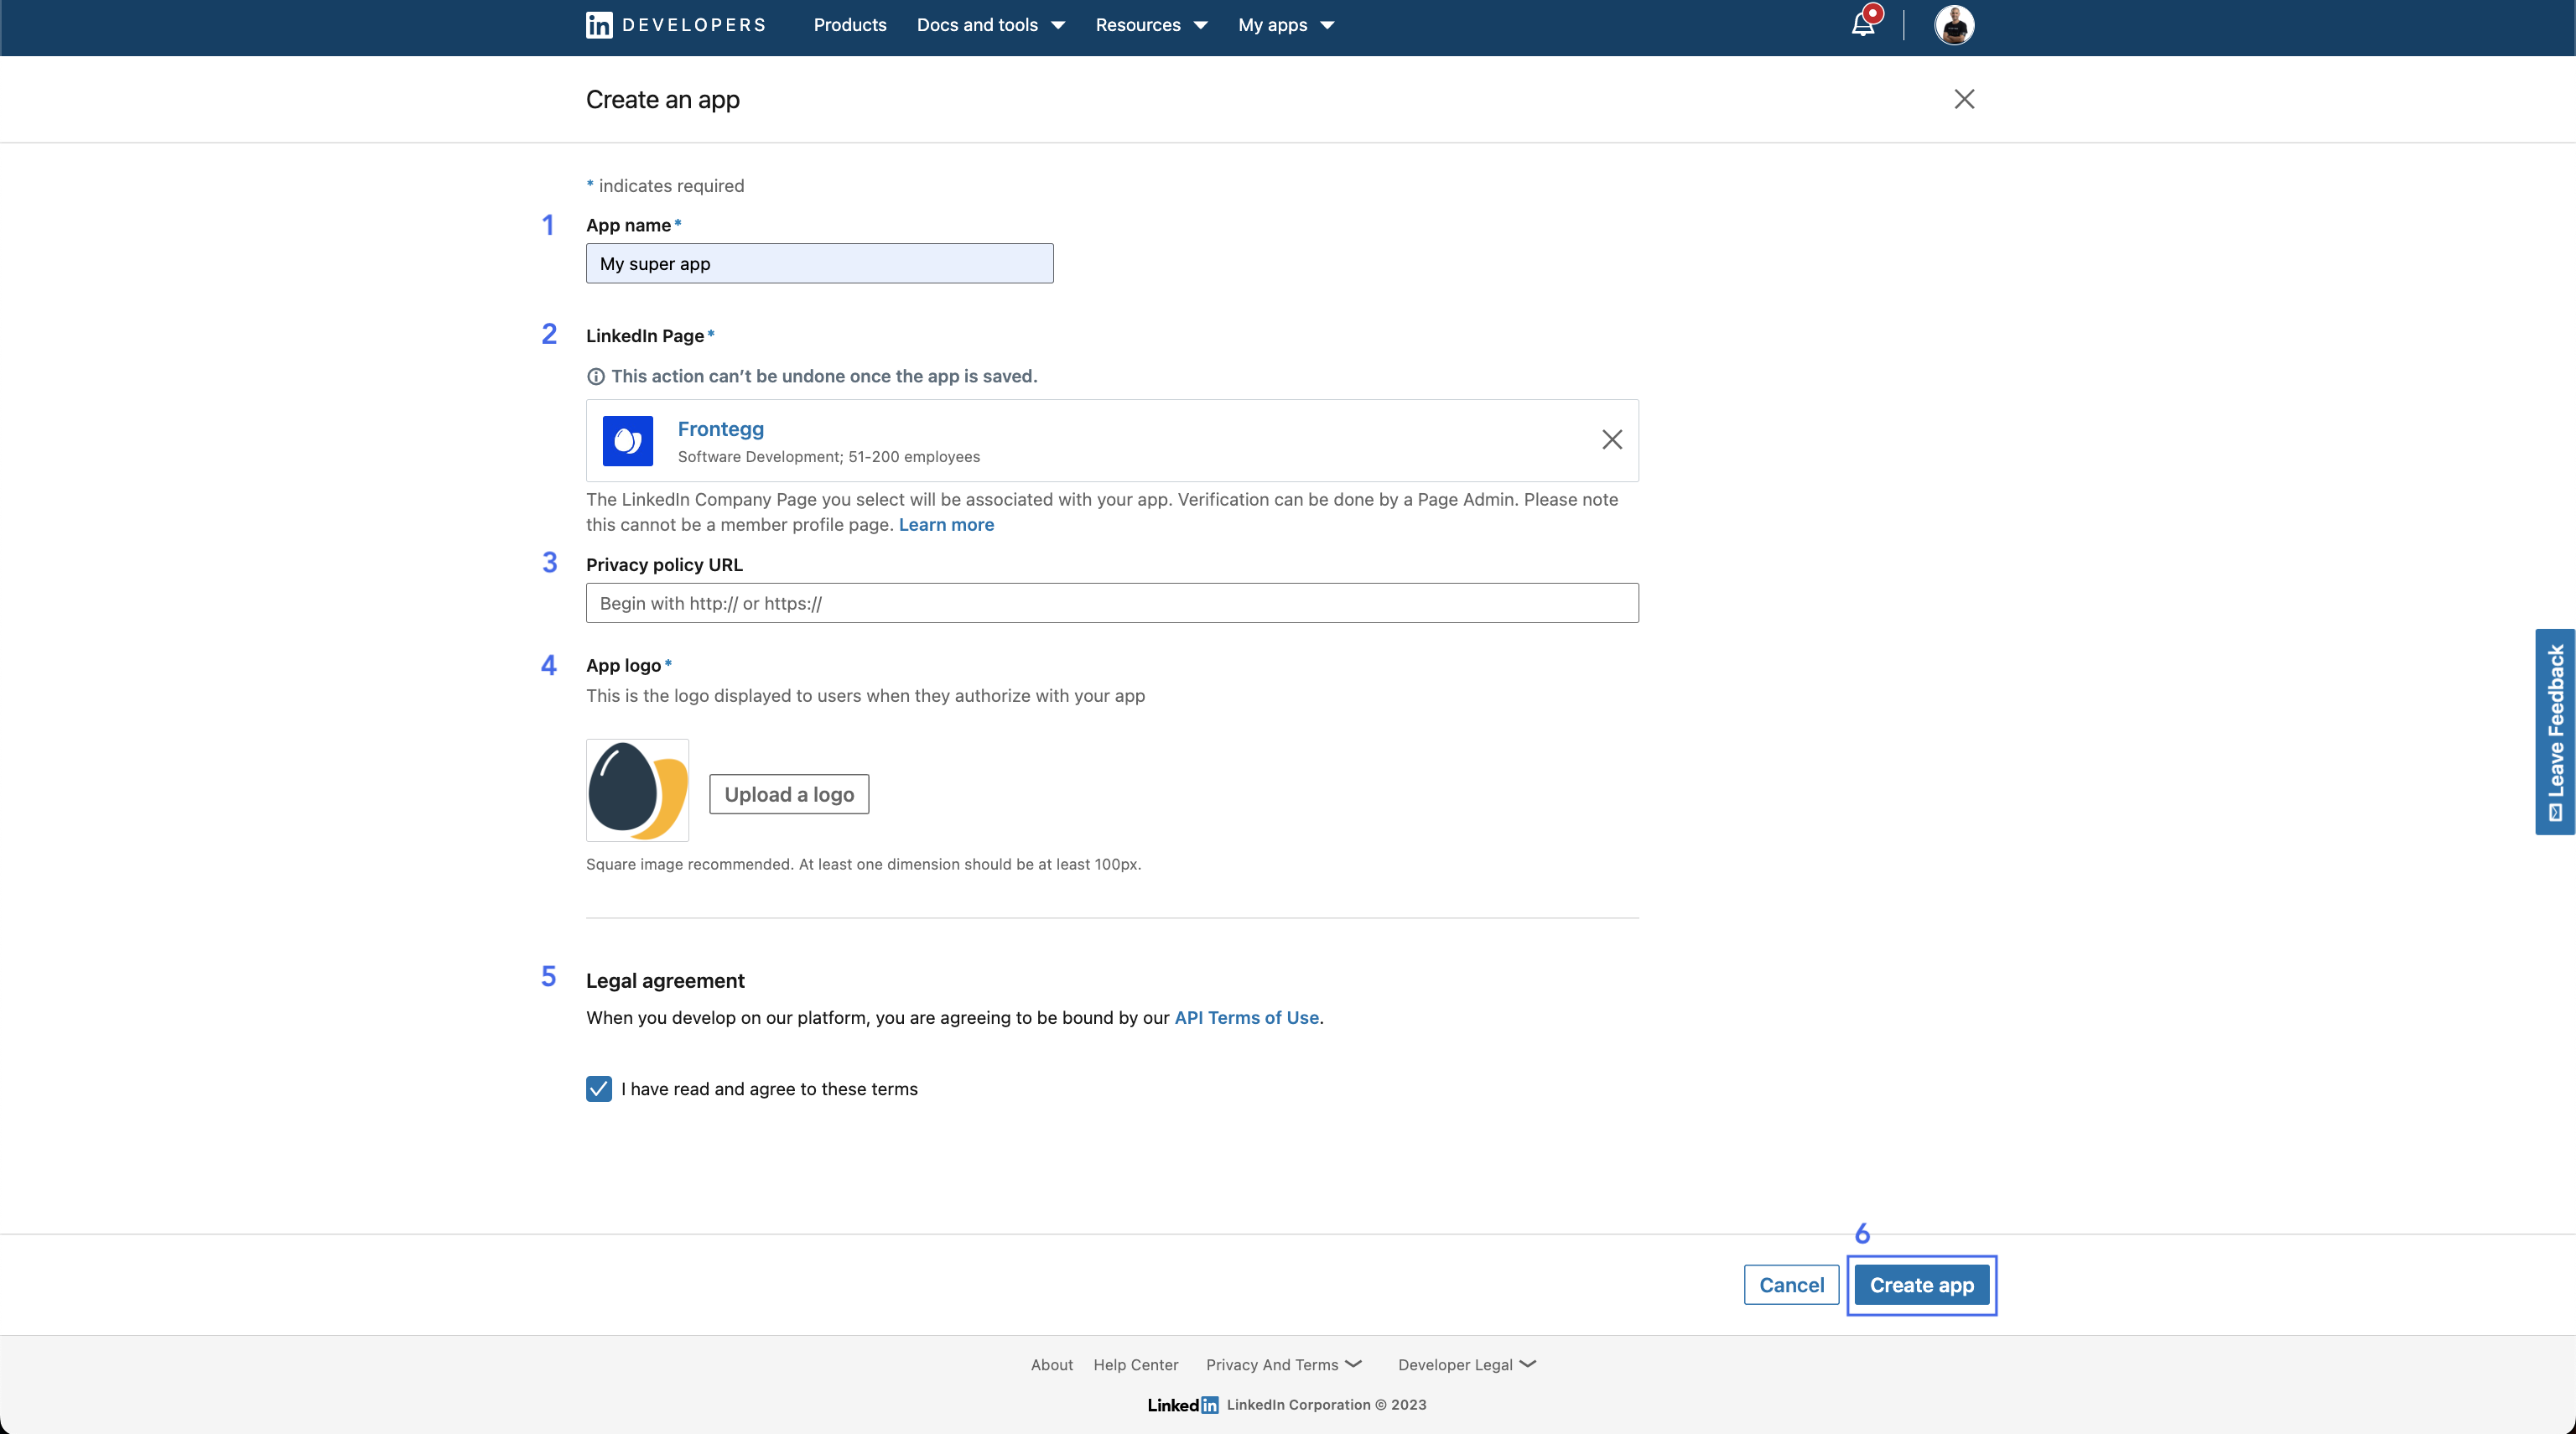 in DEVELOPERS Products Docs and tools Resources My apps
Create an app
* indicates required
1 App name*
My super app
2 LinkedIn Page*
This action can't be undone once the app is saved.
Frontegg
Software Development; 51-200 employees
The LinkedIn Company Page you select will be associated with your app. Verification can be done by a Page Admin. Please note
this cannot be a member profile page. Learn more
3 Privacy policy URL
Begin with http:// or https://
4 App logo*
This is the logo displayed to users when they authorize with your app
Upload a logo
Square image recommended. At least one dimension should be at least 100px.
Leave Feedback
5 Legal agreement
When you develop on our platform, you are agreeing to be bound by our API Terms of Use.
I have read and agree to these terms
6
Cancel Create app
About Help Center Privacy And Terms Developer Legal
Linkedin LinkedIn Corporation © 2023